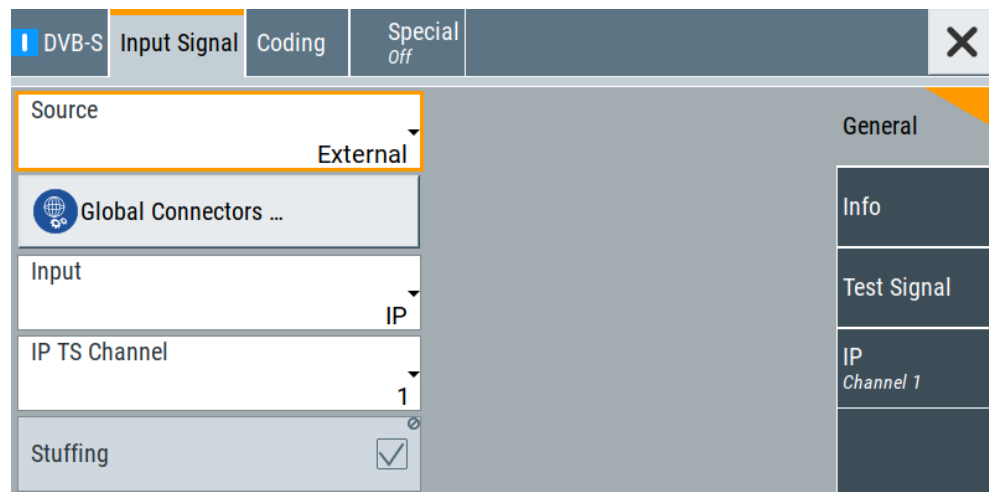 DVB-S
Input Signal
Coding
Special
Off
Source
External
Global Connectors ...
Input
IP
IP TS Channel
1
Stuffing
General
Info
Test Signal
IP
Channel 1